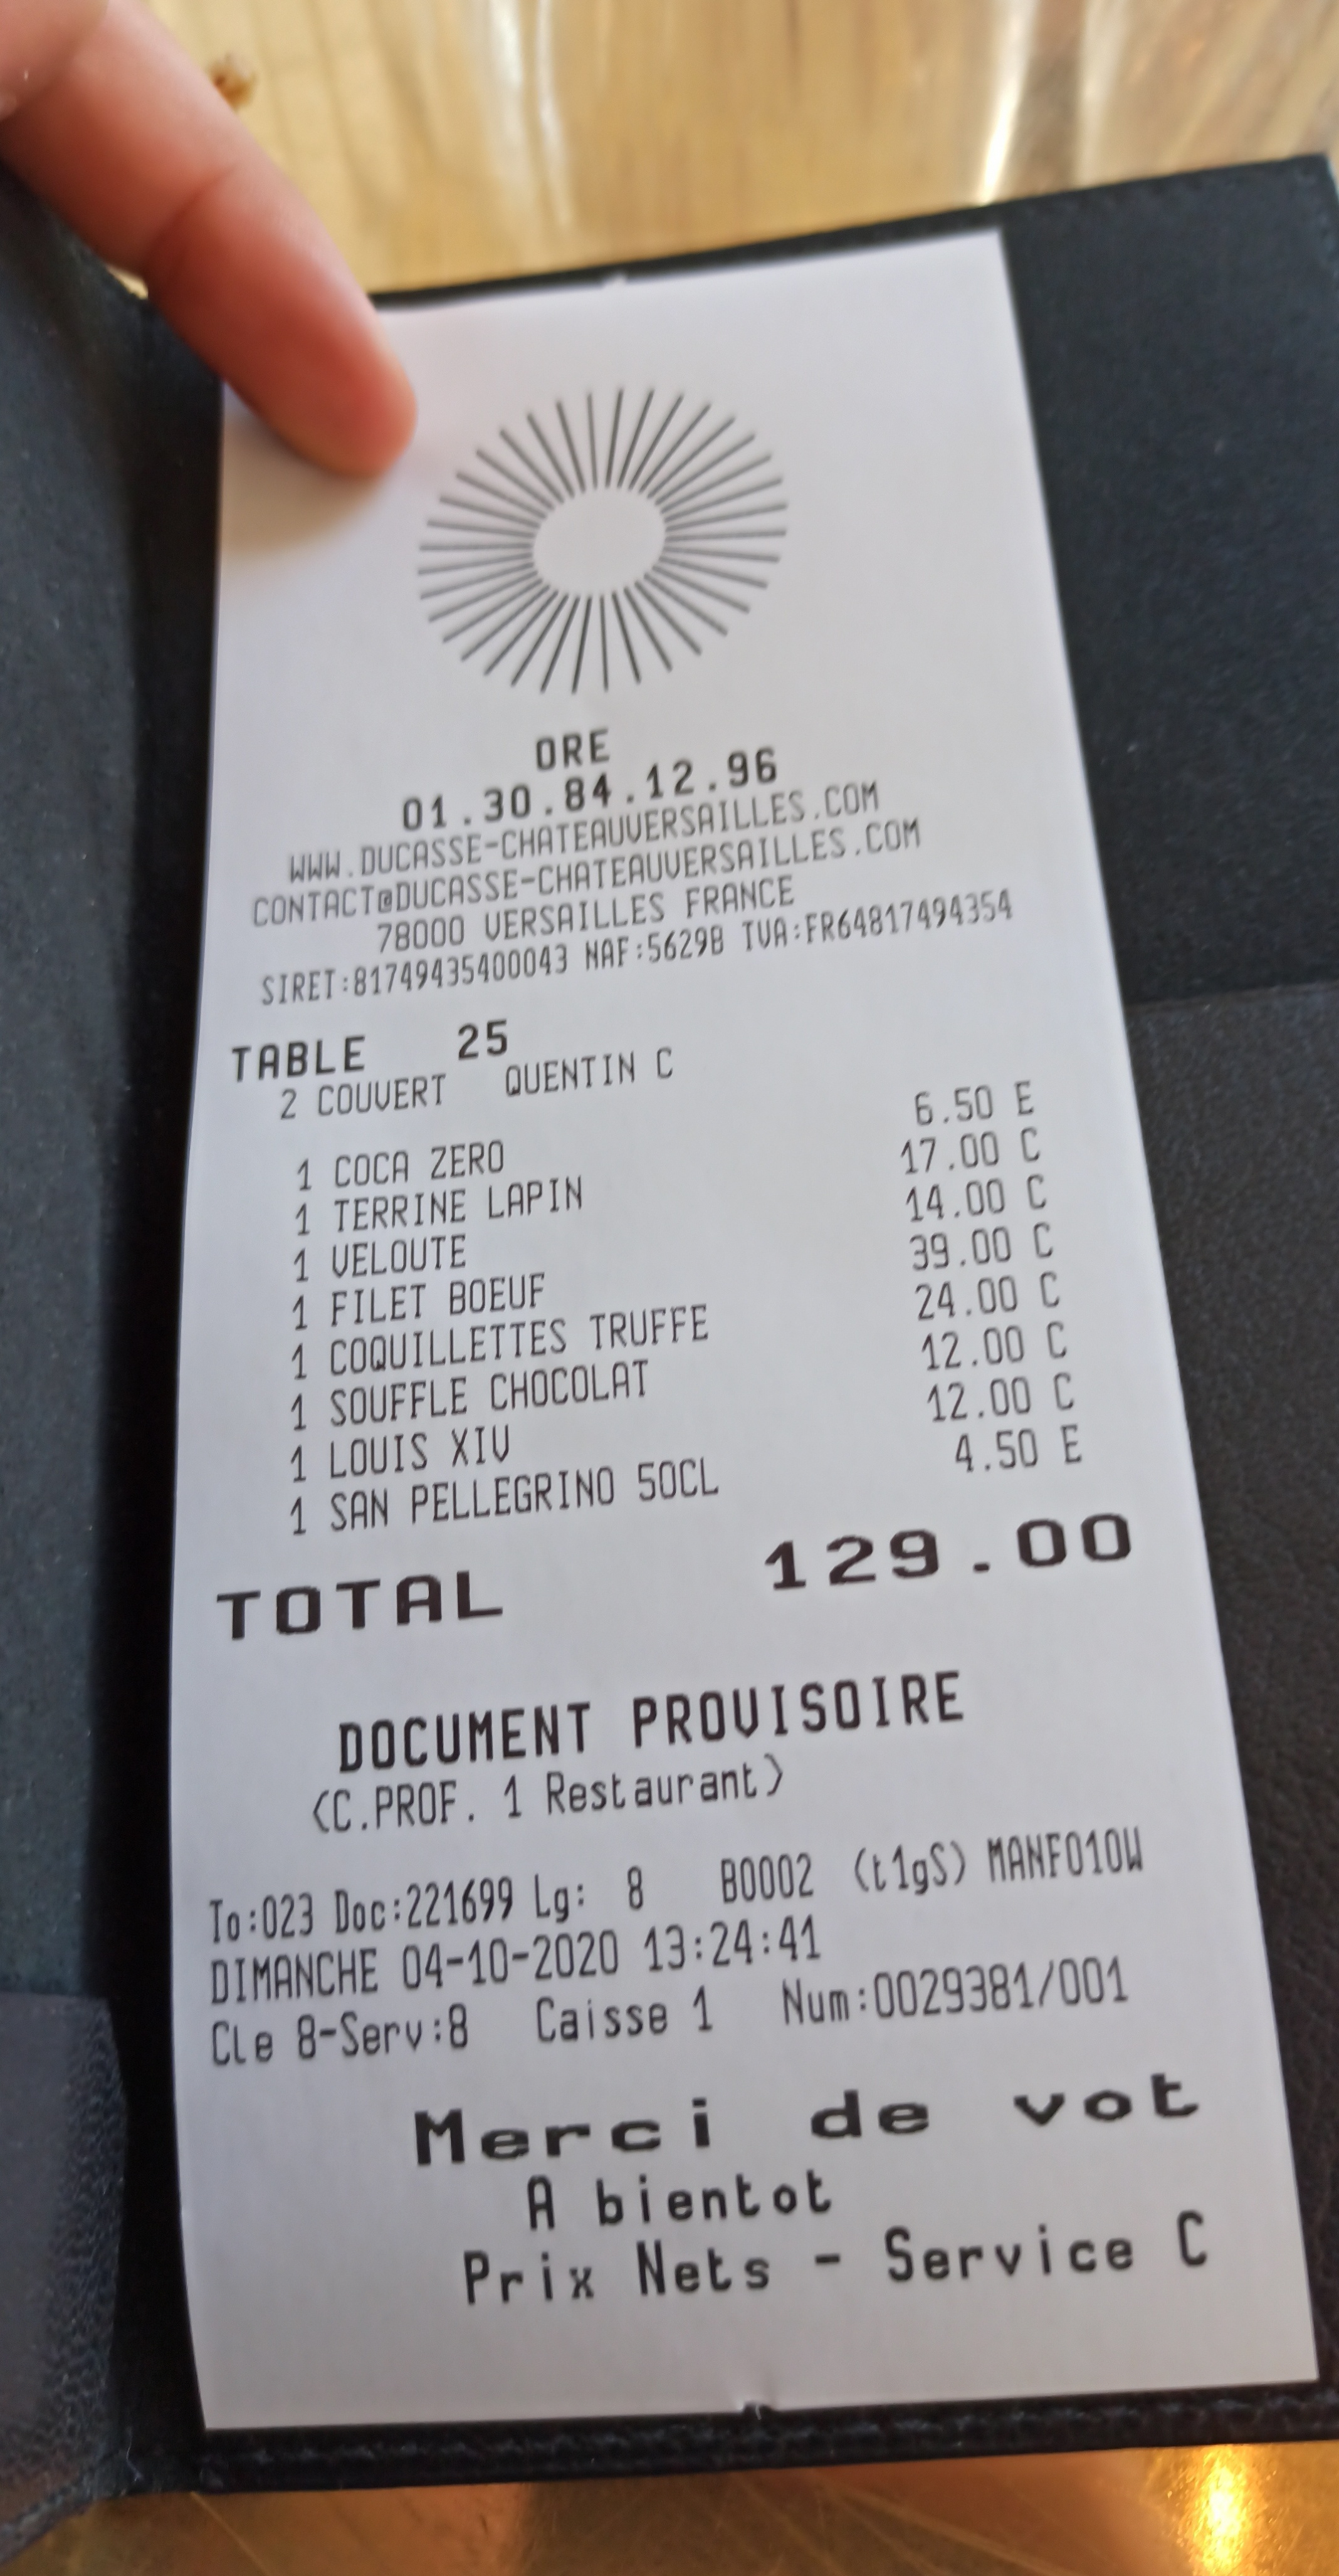 ORE
01.30.84.12.96
WWW.DUCASSE-CHATEAUVERSAILLES.COM
CONTACT@DUCASSE-CHATEAUVERSAILLES.COM
78000 VERSAILLES FRANCE
SIRET:81749435400043 NAF:5629B TVA:FR64817494354
TABLE 25
2 COUVERT QUENTIN C
1 COCA ZERO 6.50 E
1 TERRINE LAPIN 17.00 C
1 VELOUTE 14.00 C
1 FILET BOEUF 39.00 C
1 COQUILLETTES TRUFFE 24.00 C
1 SOUFFLE CHOCOLAT 12.00 C
1 LOUIS XIV 12.00 C
1 SAN PELLEGRINO 50CL 4.50 E
TOTAL 129.00
DOCUMENT PROVISOIRE
(C.PROF. 1 Restaurant)
To:023 Doc:221699 Lg: 8 B0002 (t1gS) MANF010W
DIMANCHE 04-10-2020 13:24:41
Cle 8-Serv:8 Caisse 1 Num:0029381/001
Merci de vot
A bientot
Prix Nets - Service C